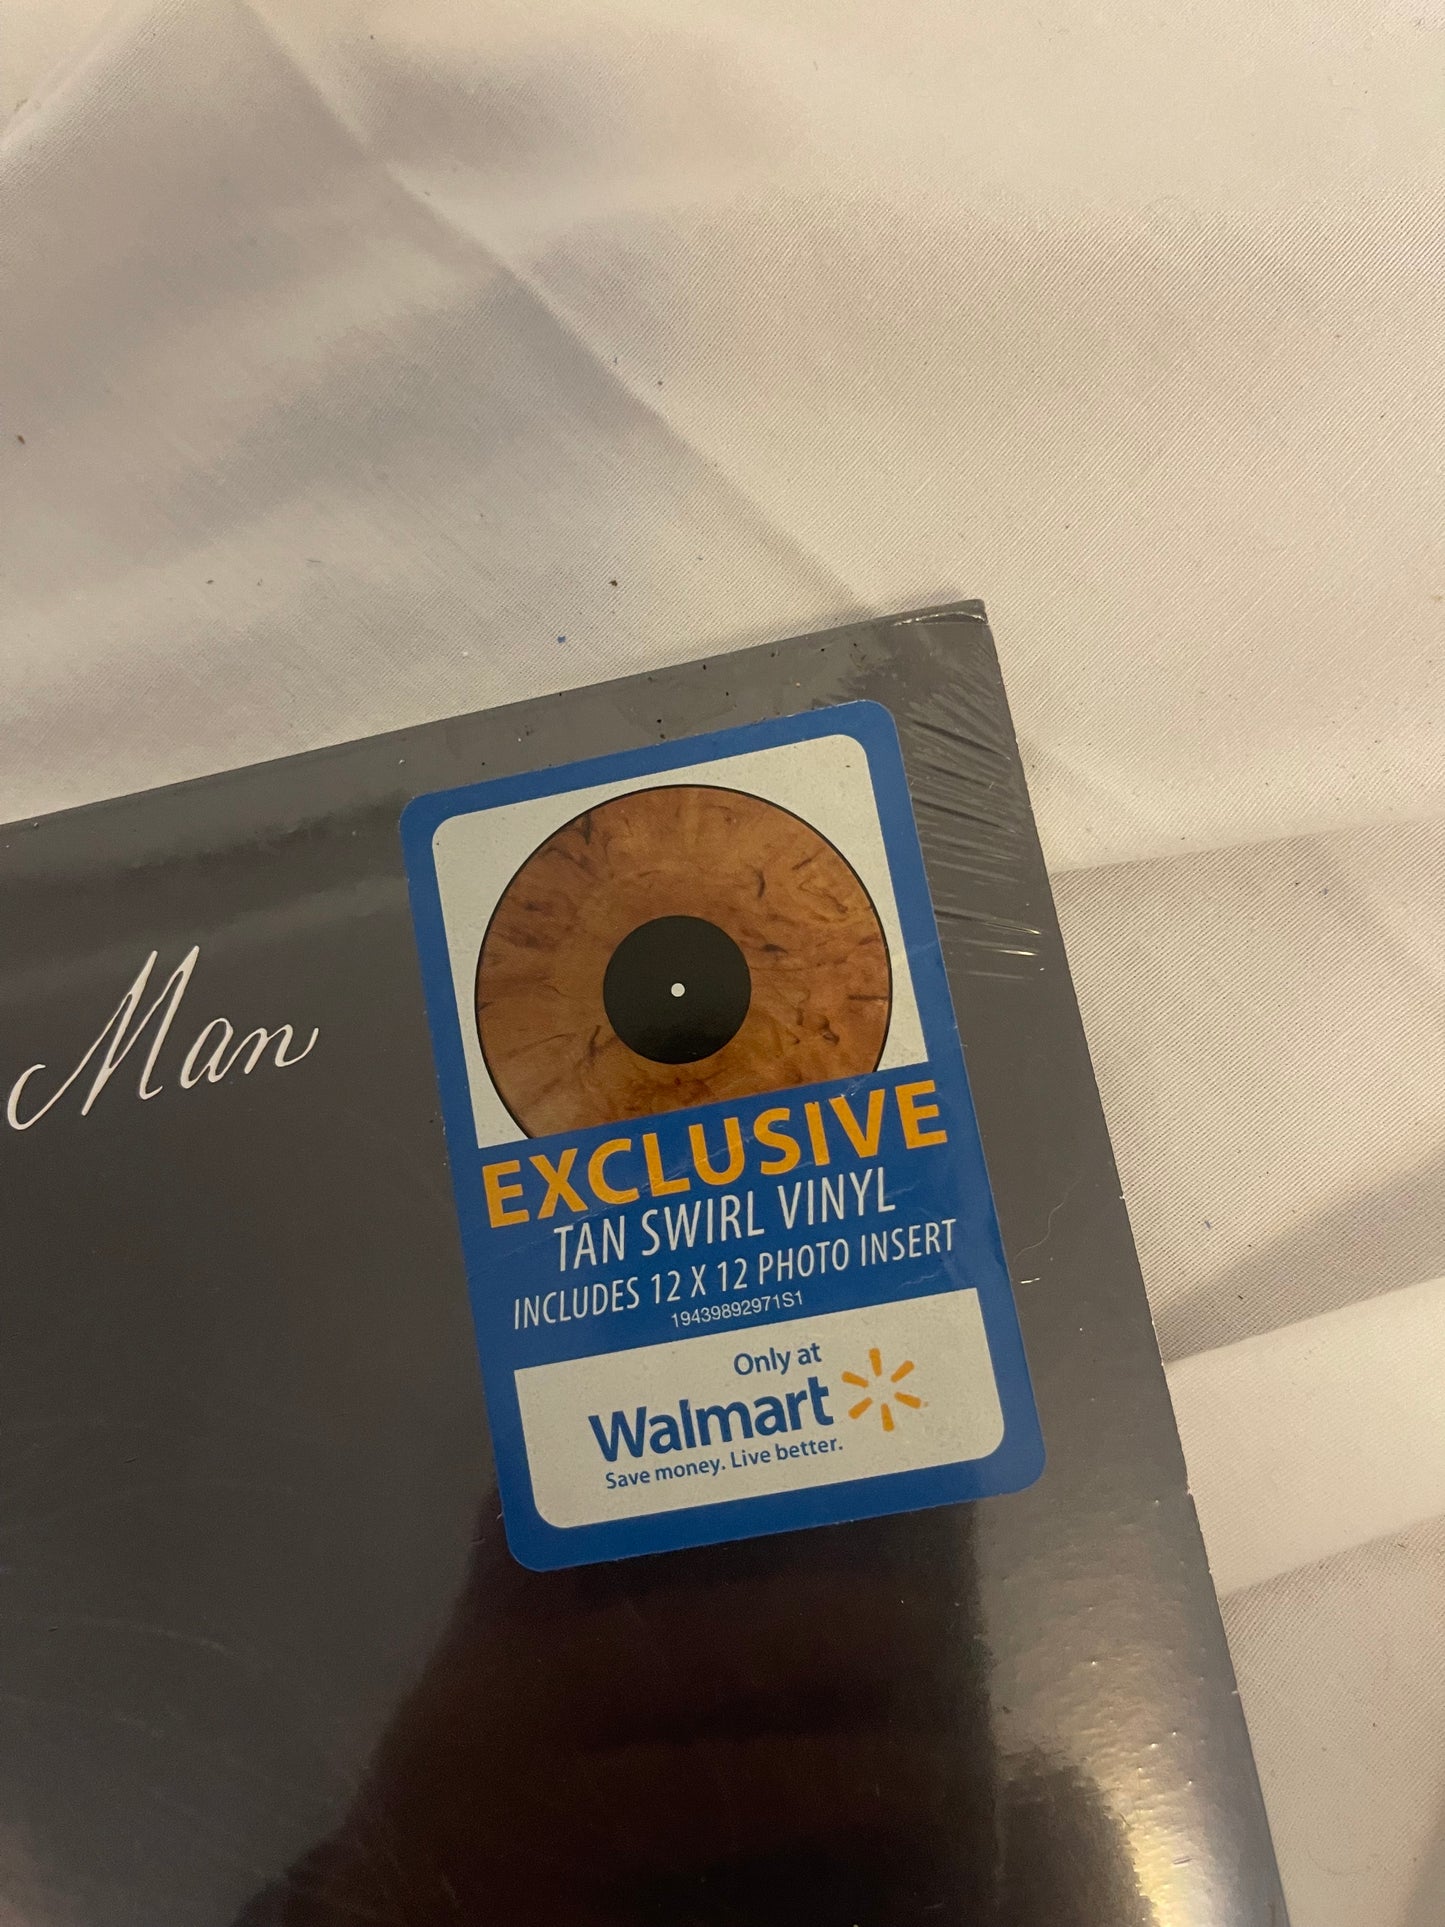 Man
EXCLUSIVE
TAN SWIRL VINYL
INCLUDES 12 X 12 PHOTO INSERT
19439892971S1
Only at
Walmart
Save money. Live better.